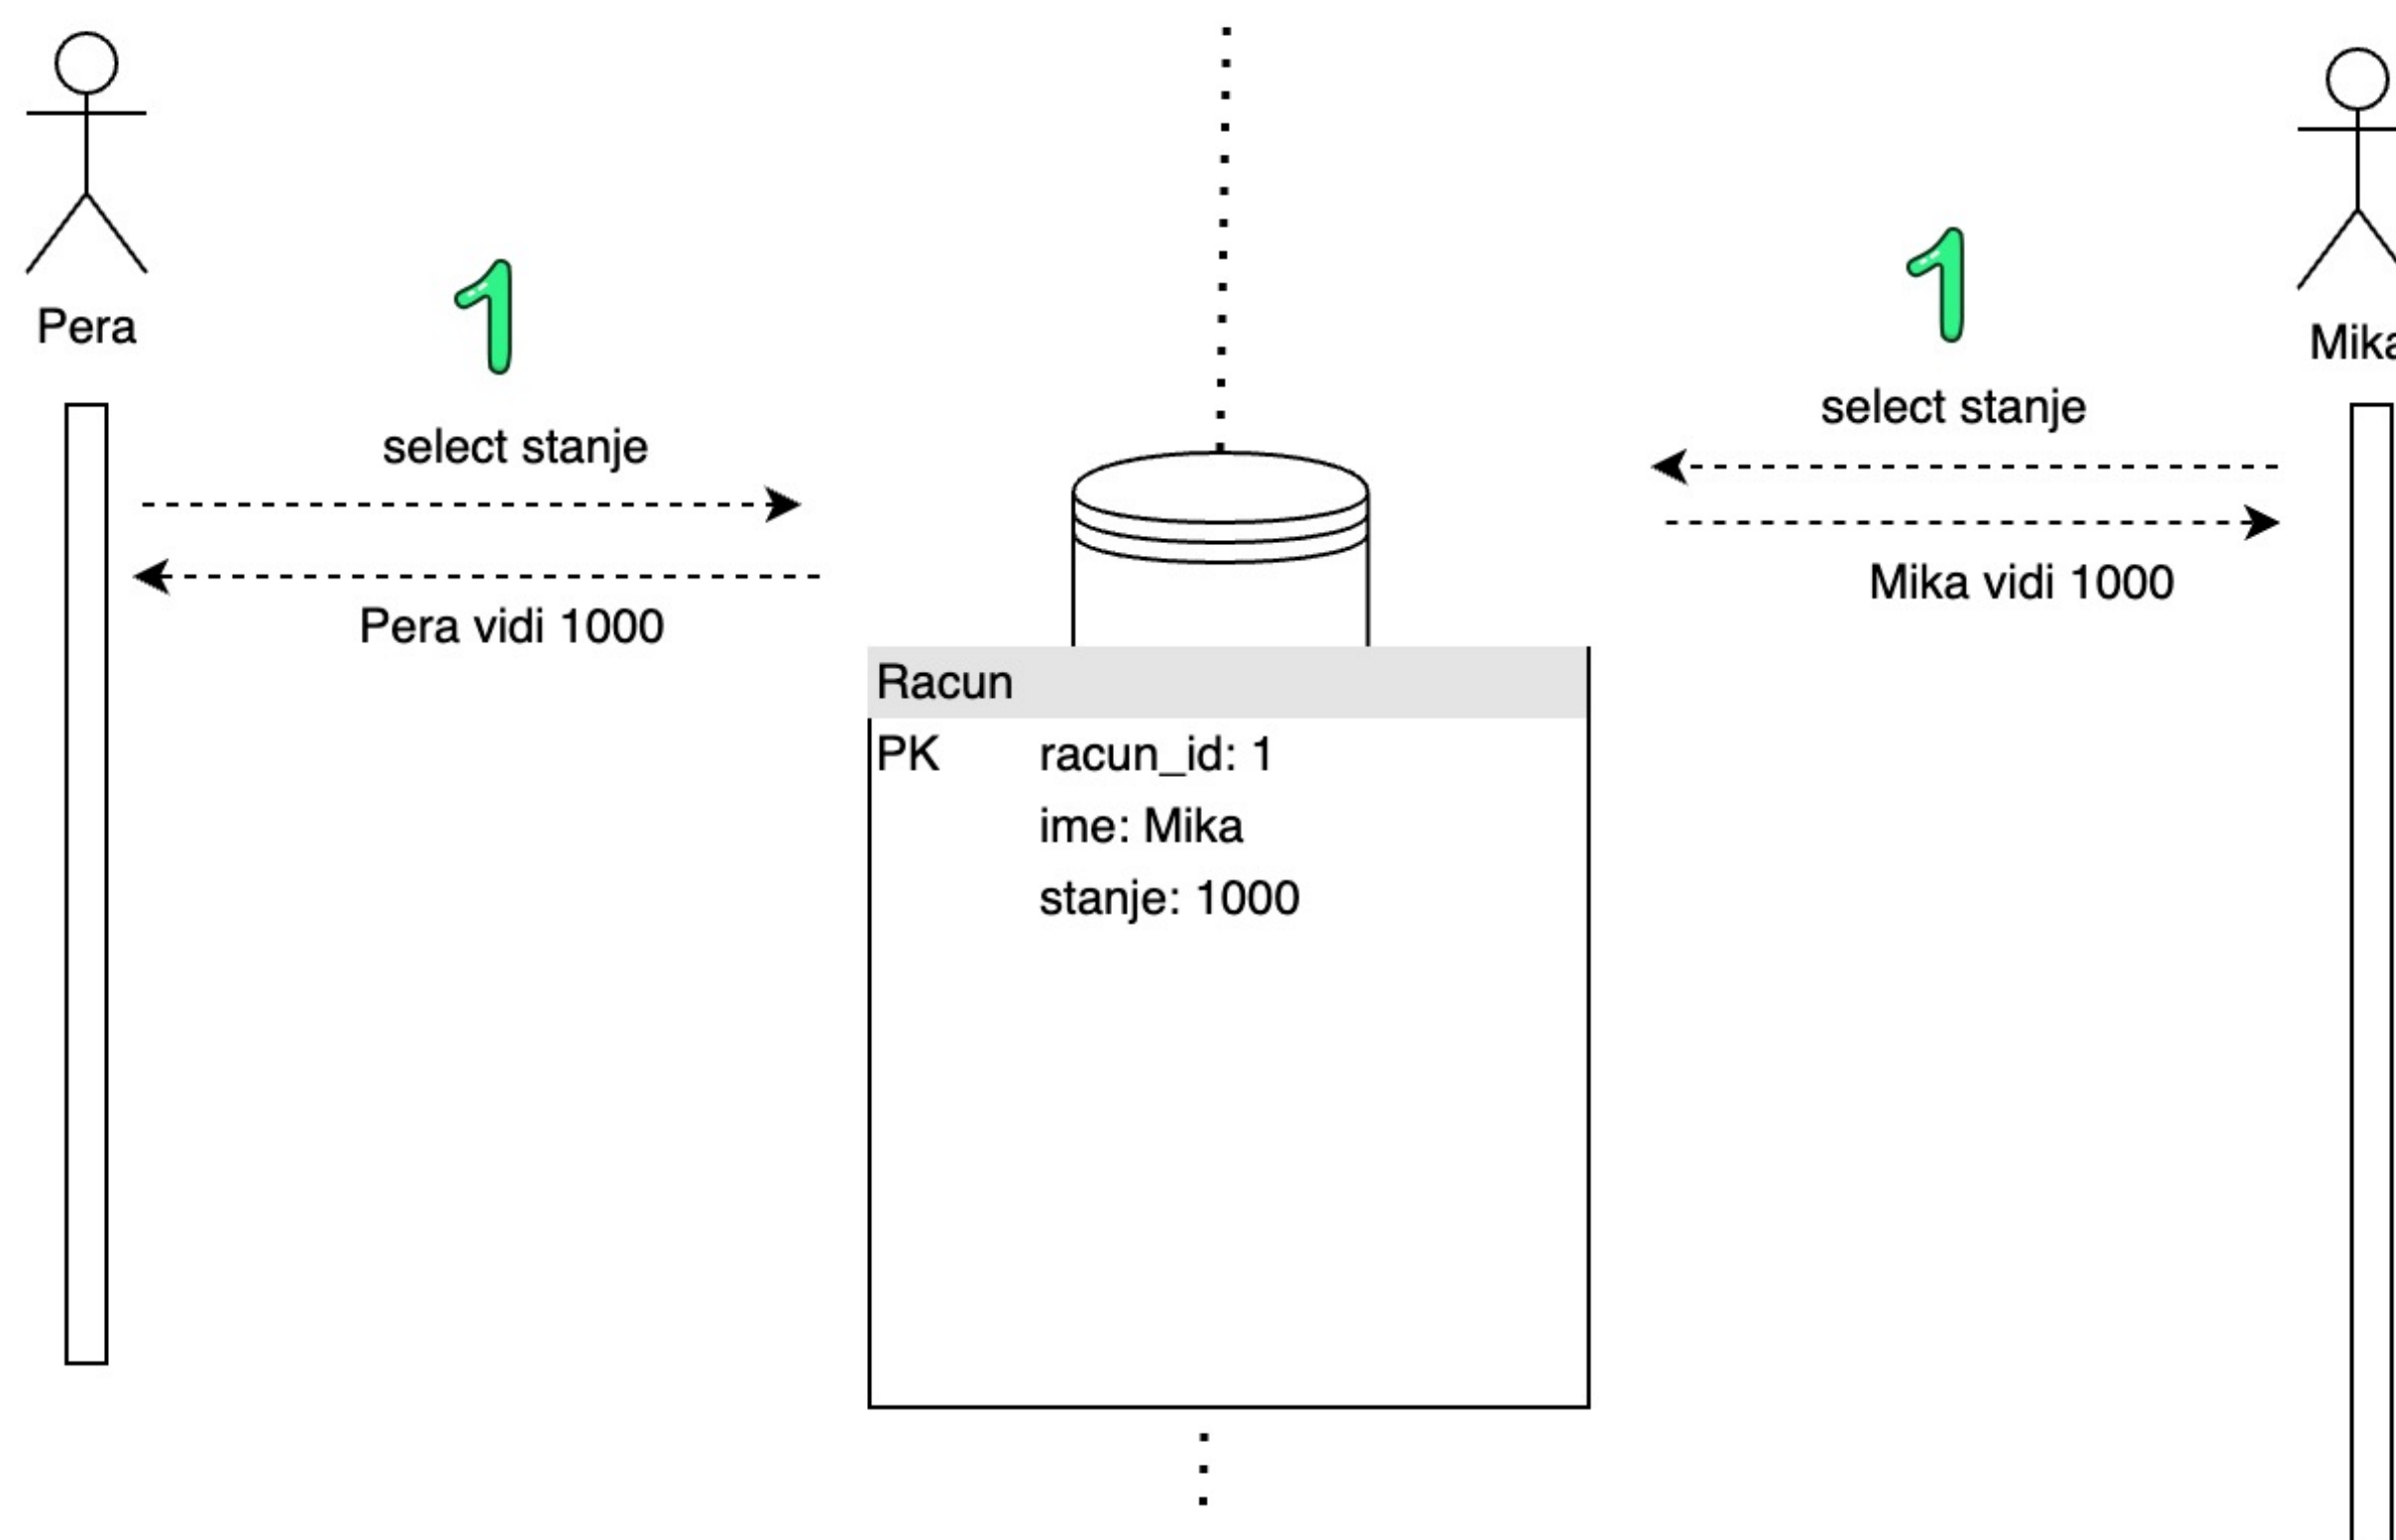 Pera
1
select stanje
Pera vidi 1000
1
select stanje
Mika vidi 1000
Mika
Racun
PK racun_id: 1
ime: Mika
stanje: 1000